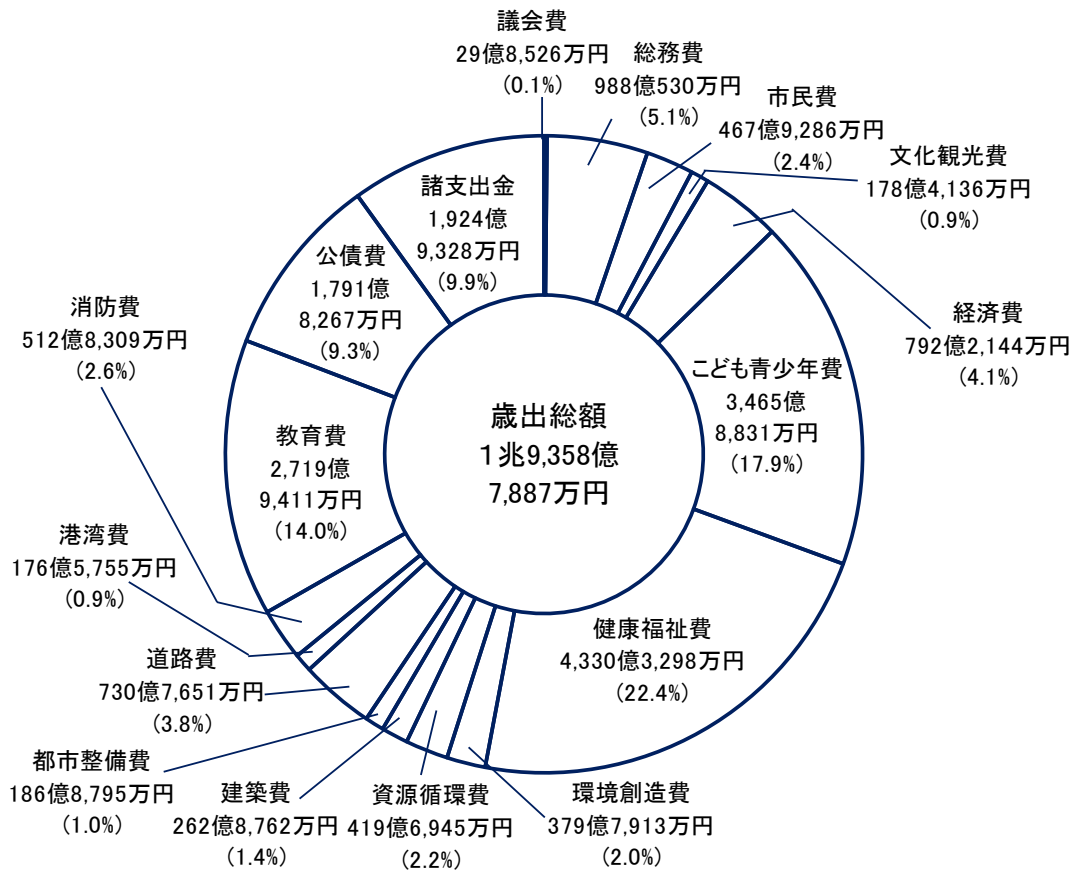 議会費
29億8,526万円
(0.1%)
総務費
988億530万円
(5.1%)
市民費
467億9,286万円
(2.4%)
文化観光費
178億4,136万円
(0.9%)
経済費
792億2,144万円
(4.1%)
こども青少年費
3,465億
8,831万円
(17.9%)
健康福祉費
4,330億3,298万円
(22.4%)
環境創造費
379億7,913万円
(2.0%)
資源循環費
419億6,945万円
(2.2%)
建築費
262億8,762万円
(1.4%)
都市整備費
186億8,795万円
(1.0%)
道路費
730億7,651万円
(3.8%)
港湾費
176億5,755万円
(0.9%)
消防費
512億8,309万円
(2.6%)
教育費
2,719億
9,411万円
(14.0%)
公債費
1,791億
8,267万円
(9.3%)
諸支出金
1,924億
9,328万円
(9.9%)
歳出総額
1兆9,358億
7,887万円